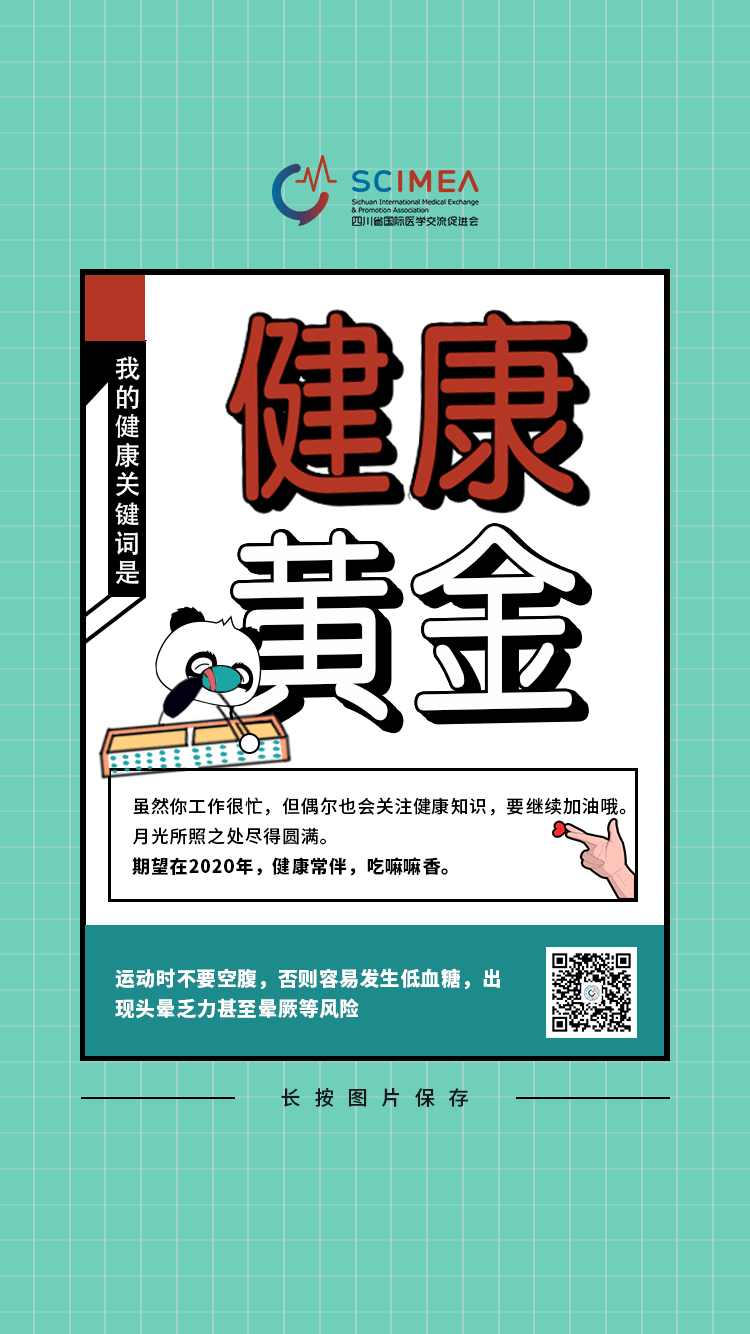 SCIMEA
Sichuan International Medical Exchange
& Promotion Association
四川省国际医学交流促进会
我的健康关键词是
健康
黄金
虽然你工作很忙，但偶尔也会关注健康知识，要继续加油哦。
月光所照之处尽得圆满。
期望在2020年，健康常伴，吃嘛嘛香。
运动时不要空腹，否则容易发生低血糖，出
现头晕乏力甚至晕厥等风险
长按图片保存